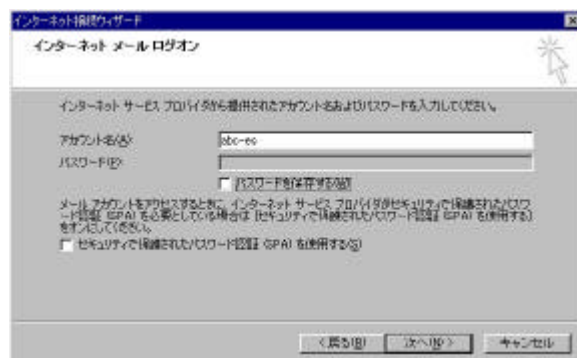 インターネット接続ウィザード
インターネット メール ログオン
インターネット サービス プロバイダから提供されたアカウント名およびパスワードを入力してください。
アカウント名(A): abc-es
パスワード(P):
パスワードを保存する(W)
メール アカウントをアクセスするときに、インターネット サービス プロバイダがセキュリティで保護されたパスワ
ード認証 (SPA) を必要としている場合は [セキュリティで保護されたパスワード認証 (SPA) を使用する]
をオンにしてください。
セキュリティで保護されたパスワード認証 (SPA) を使用する(S)
< 戻る(B) 次へ(N) > キャンセル